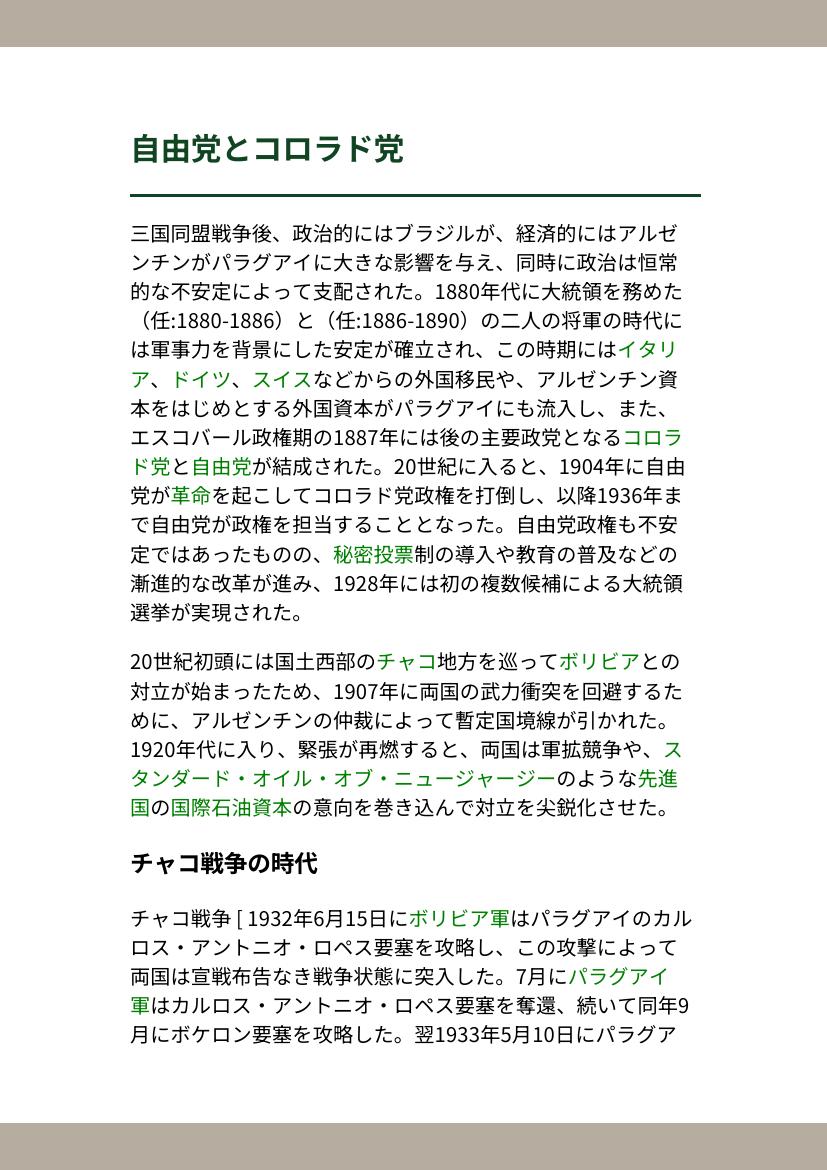 自由党とコロラド党
三国同盟戦争後、政治的にはブラジルが、経済的にはアルゼ
ンチンがパラグアイに大きな影響を与え、同時に政治は恒常
的な不安定によって支配された。1880年代に大統領を務めた
（任:1880-1886）と（任:1886-1890）の二人の将軍の時代に
は軍事力を背景にした安定が確立され、この時期にはイタリ
ア、ドイツ、スイスなどからの外国移民や、アルゼンチン資
本をはじめとする外国資本がパラグアイにも流入し、また、
エスコバール政権期の1887年には後の主要政党となるコロラ
ド党と自由党が結成された。20世紀に入ると、1904年に自由
党が革命を起こしてコロラド党政権を打倒し、以降1936年ま
で自由党が政権を担当することとなった。自由党政権も不安
定ではあったものの、秘密投票制の導入や教育の普及などの
漸進的な改革が進み、1928年には初の複数候補による大統領
選挙が実現された。
20世紀初頭には国土西部のチャコ地方を巡ってボリビアとの
対立が始まったため、1907年に両国の武力衝突を回避するた
めに、アルゼンチンの仲裁によって暫定国境線が引かれた。
1920年代に入り、緊張が再燃すると、両国は軍拡競争や、ス
タンダード・オイル・オブ・ニュージャージーのような先進
国の国際石油資本の意向を巻き込んで対立を尖鋭化させた。
チャコ戦争の時代
チャコ戦争 [ 1932年6月15日にボリビア軍はパラグアイのカル
ロス・アントニオ・ロペス要塞を攻略し、この攻撃によって
両国は宣戦布告なき戦争状態に突入した。7月にパラグアイ
軍はカルロス・アントニオ・ロペス要塞を奪還、続いて同年9
月にボケロン要塞を攻略した。翌1933年5月10日にパラグア